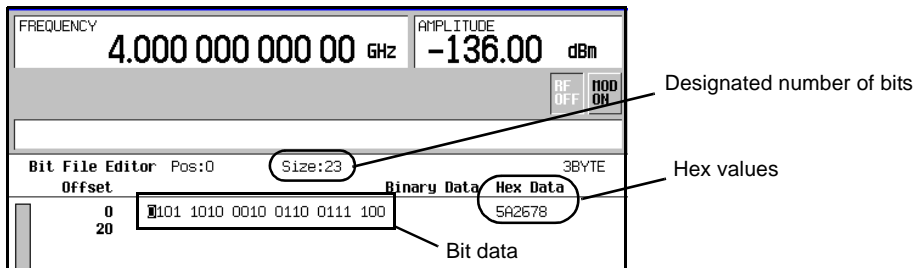 FREQUENCY
4.000 000 000 00 GHz
AMPLITUDE
-136.00 dBm
RF OFF
MOD ON
Designated number of bits
Bit File Editor Pos:0 Size:23 3BYTE
Hex values
Offset Binary Data Hex Data
0 0101 1010 0010 0110 0111 100 5A2678
20
Bit data